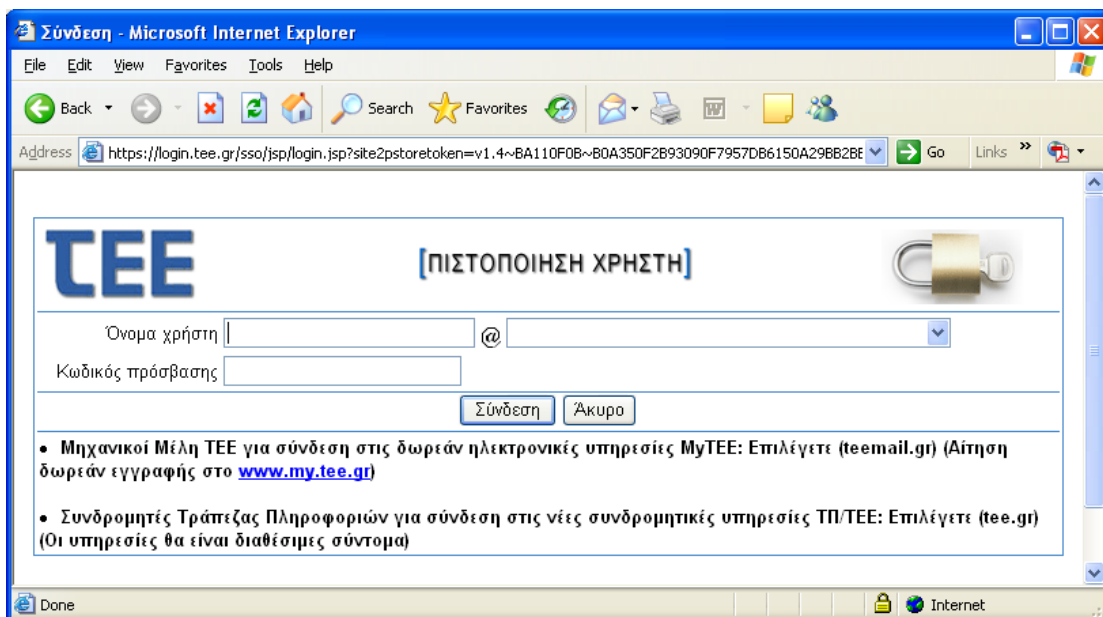 Σύνδεση - Microsoft Internet Explorer
File Edit View Favorites Tools Help
Back Search Favorites
Address https://login.tee.gr/sso/jsp/login.jsp?site2pstoretoken=v1.4~BA110F0B~B0A350F2B93090F7957DB6150A29BB2BE Go Links »
TEE [ΠΙΣΤΟΠΟΙΗΣΗ ΧΡΗΣΤΗ]
Όνομα χρήστη @
Κωδικός πρόσβασης
Σύνδεση Άκυρο
• Μηχανικοί Μέλη ΤΕΕ για σύνδεση στις δωρεάν ηλεκτρονικές υπηρεσίες MyTEE: Επιλέγετε (teemail.gr) (Αίτηση
δωρεάν εγγραφής στο www.my.tee.gr)
• Συνδρομητές Τράπεζας Πληροφοριών για σύνδεση στις νέες συνδρομητικές υπηρεσίες ΤΠ/ΤΕΕ: Επιλέγετε (tee.gr)
(Οι υπηρεσίες θα είναι διαθέσιμες σύντομα)
Done Internet